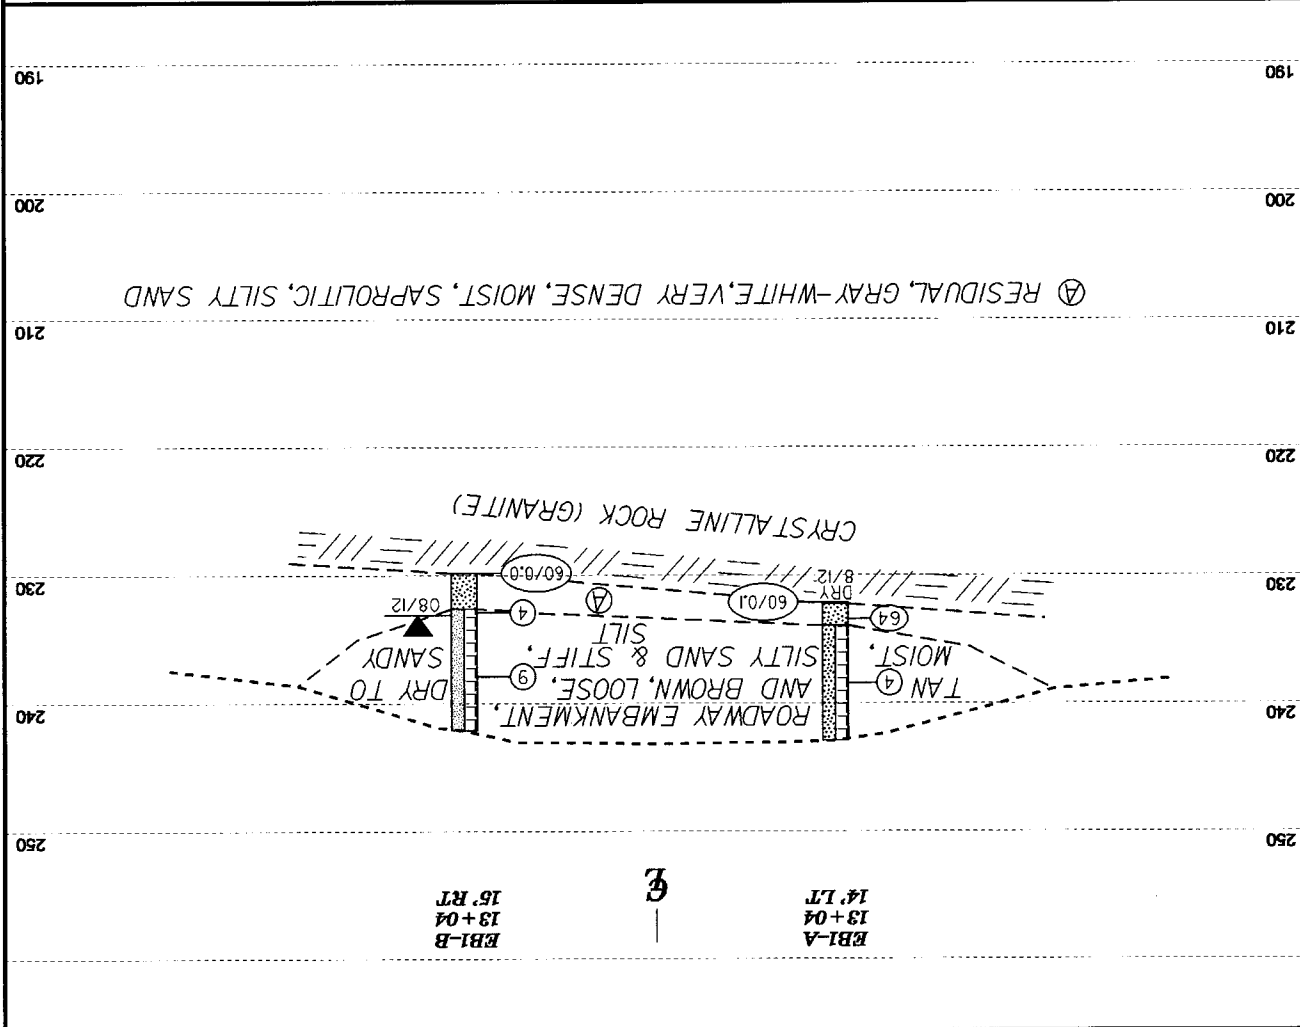 EB1-A
13+04
14' LT
℄
EB1-B
13+04
15' RT
250
250
240
240
TAN
MOIST,
ROADWAY EMBANKMENT,
AND BROWN, LOOSE,
SILTY SAND & STIFF,
SILT
DRY TO
SANDY
4
64
9
4
DRY
8/12
60/0.1
A
60/0.0
08/12
230
230
CRYSTALLINE ROCK (GRANITE)
220
220
210
210
A RESIDUAL, GRAY-WHITE, VERY DENSE, MOIST, SAPROLITIC, SILTY SAND
200
200
190
190